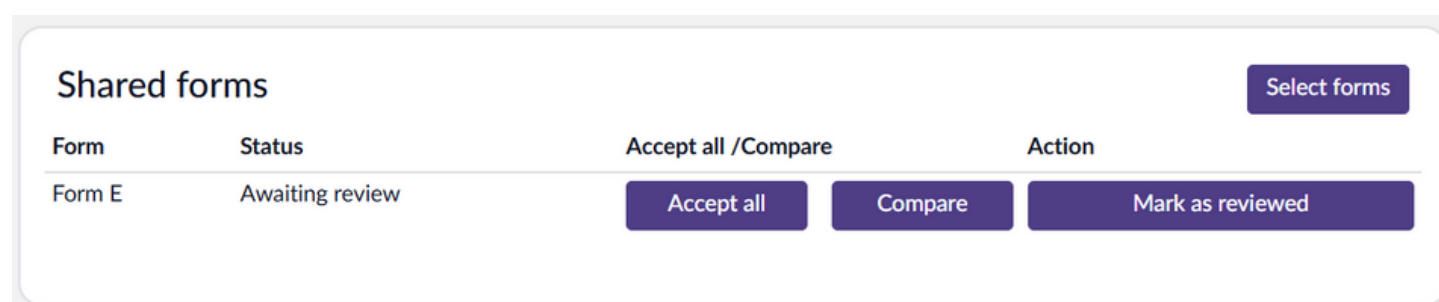 Shared forms
Select forms
Form Status Accept all /Compare Action
Form E Awaiting review Accept all Compare Mark as reviewed